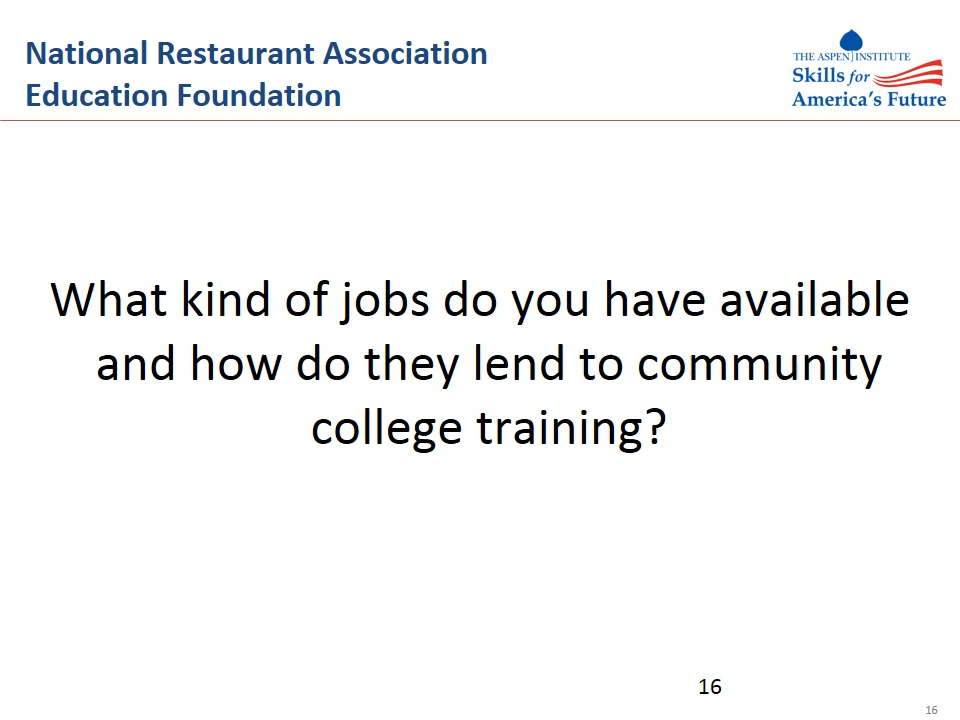 National Restaurant Association
Education Foundation
THE ASPEN INSTITUTE
Skills for
America's Future
What kind of jobs do you have available
and how do they lend to community
college training?
16
16